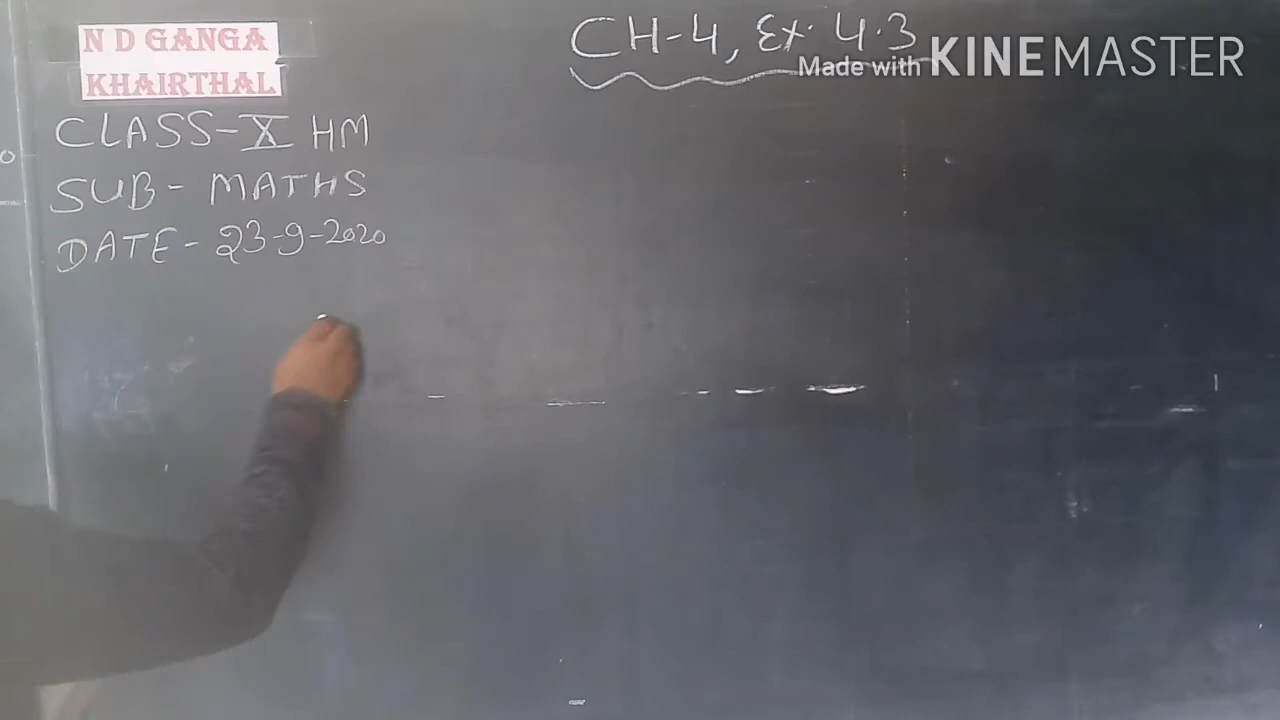 N D GANGA
KHAIRTHAL
CH-4, Ex. 4.3
Made with KINEMASTER
CLASS-X HM
SUB- MATHS
DATE- 23-9-2020